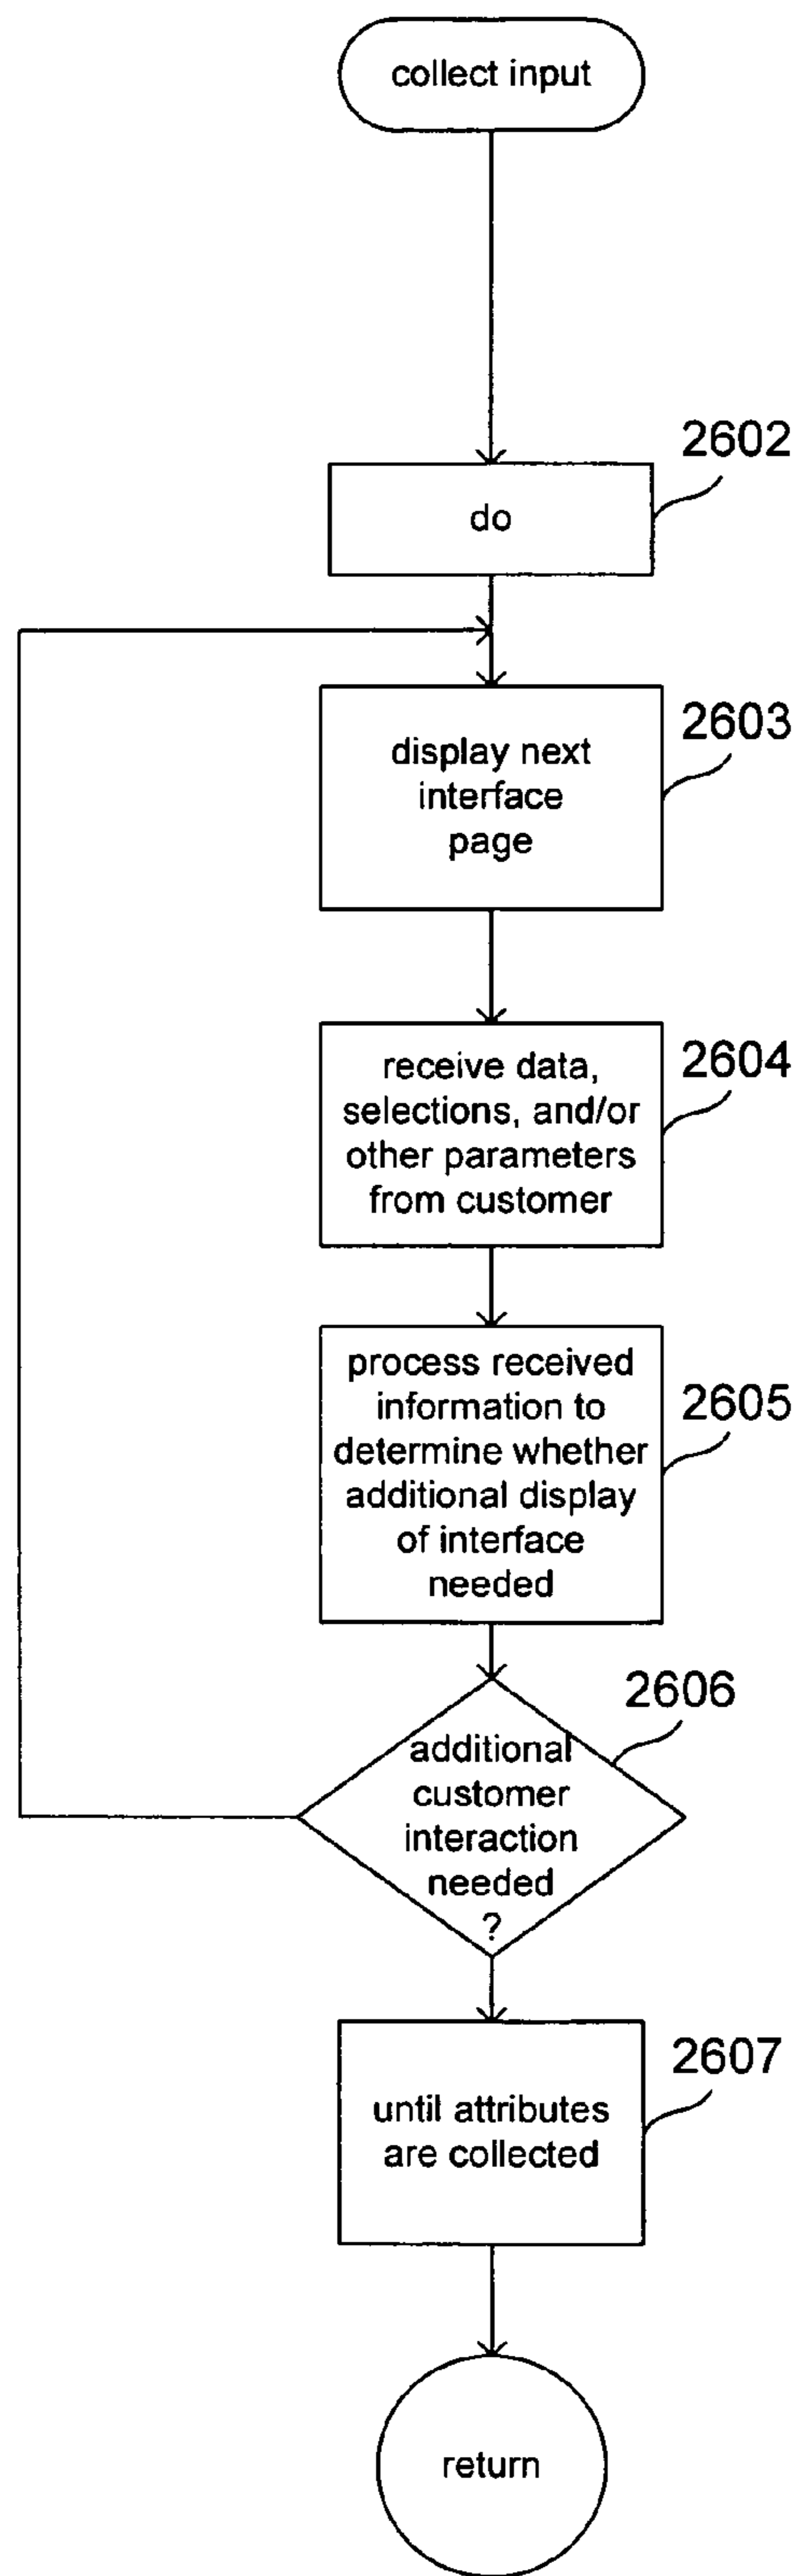 collect input
2602
do
2603
display next
interface
page
2604
receive data,
selections, and/or
other parameters
from customer
2605
process received
information to
determine whether
additional display
of interface
needed
2606
additional
customer
interaction
needed
?
2607
until attributes
are collected
return